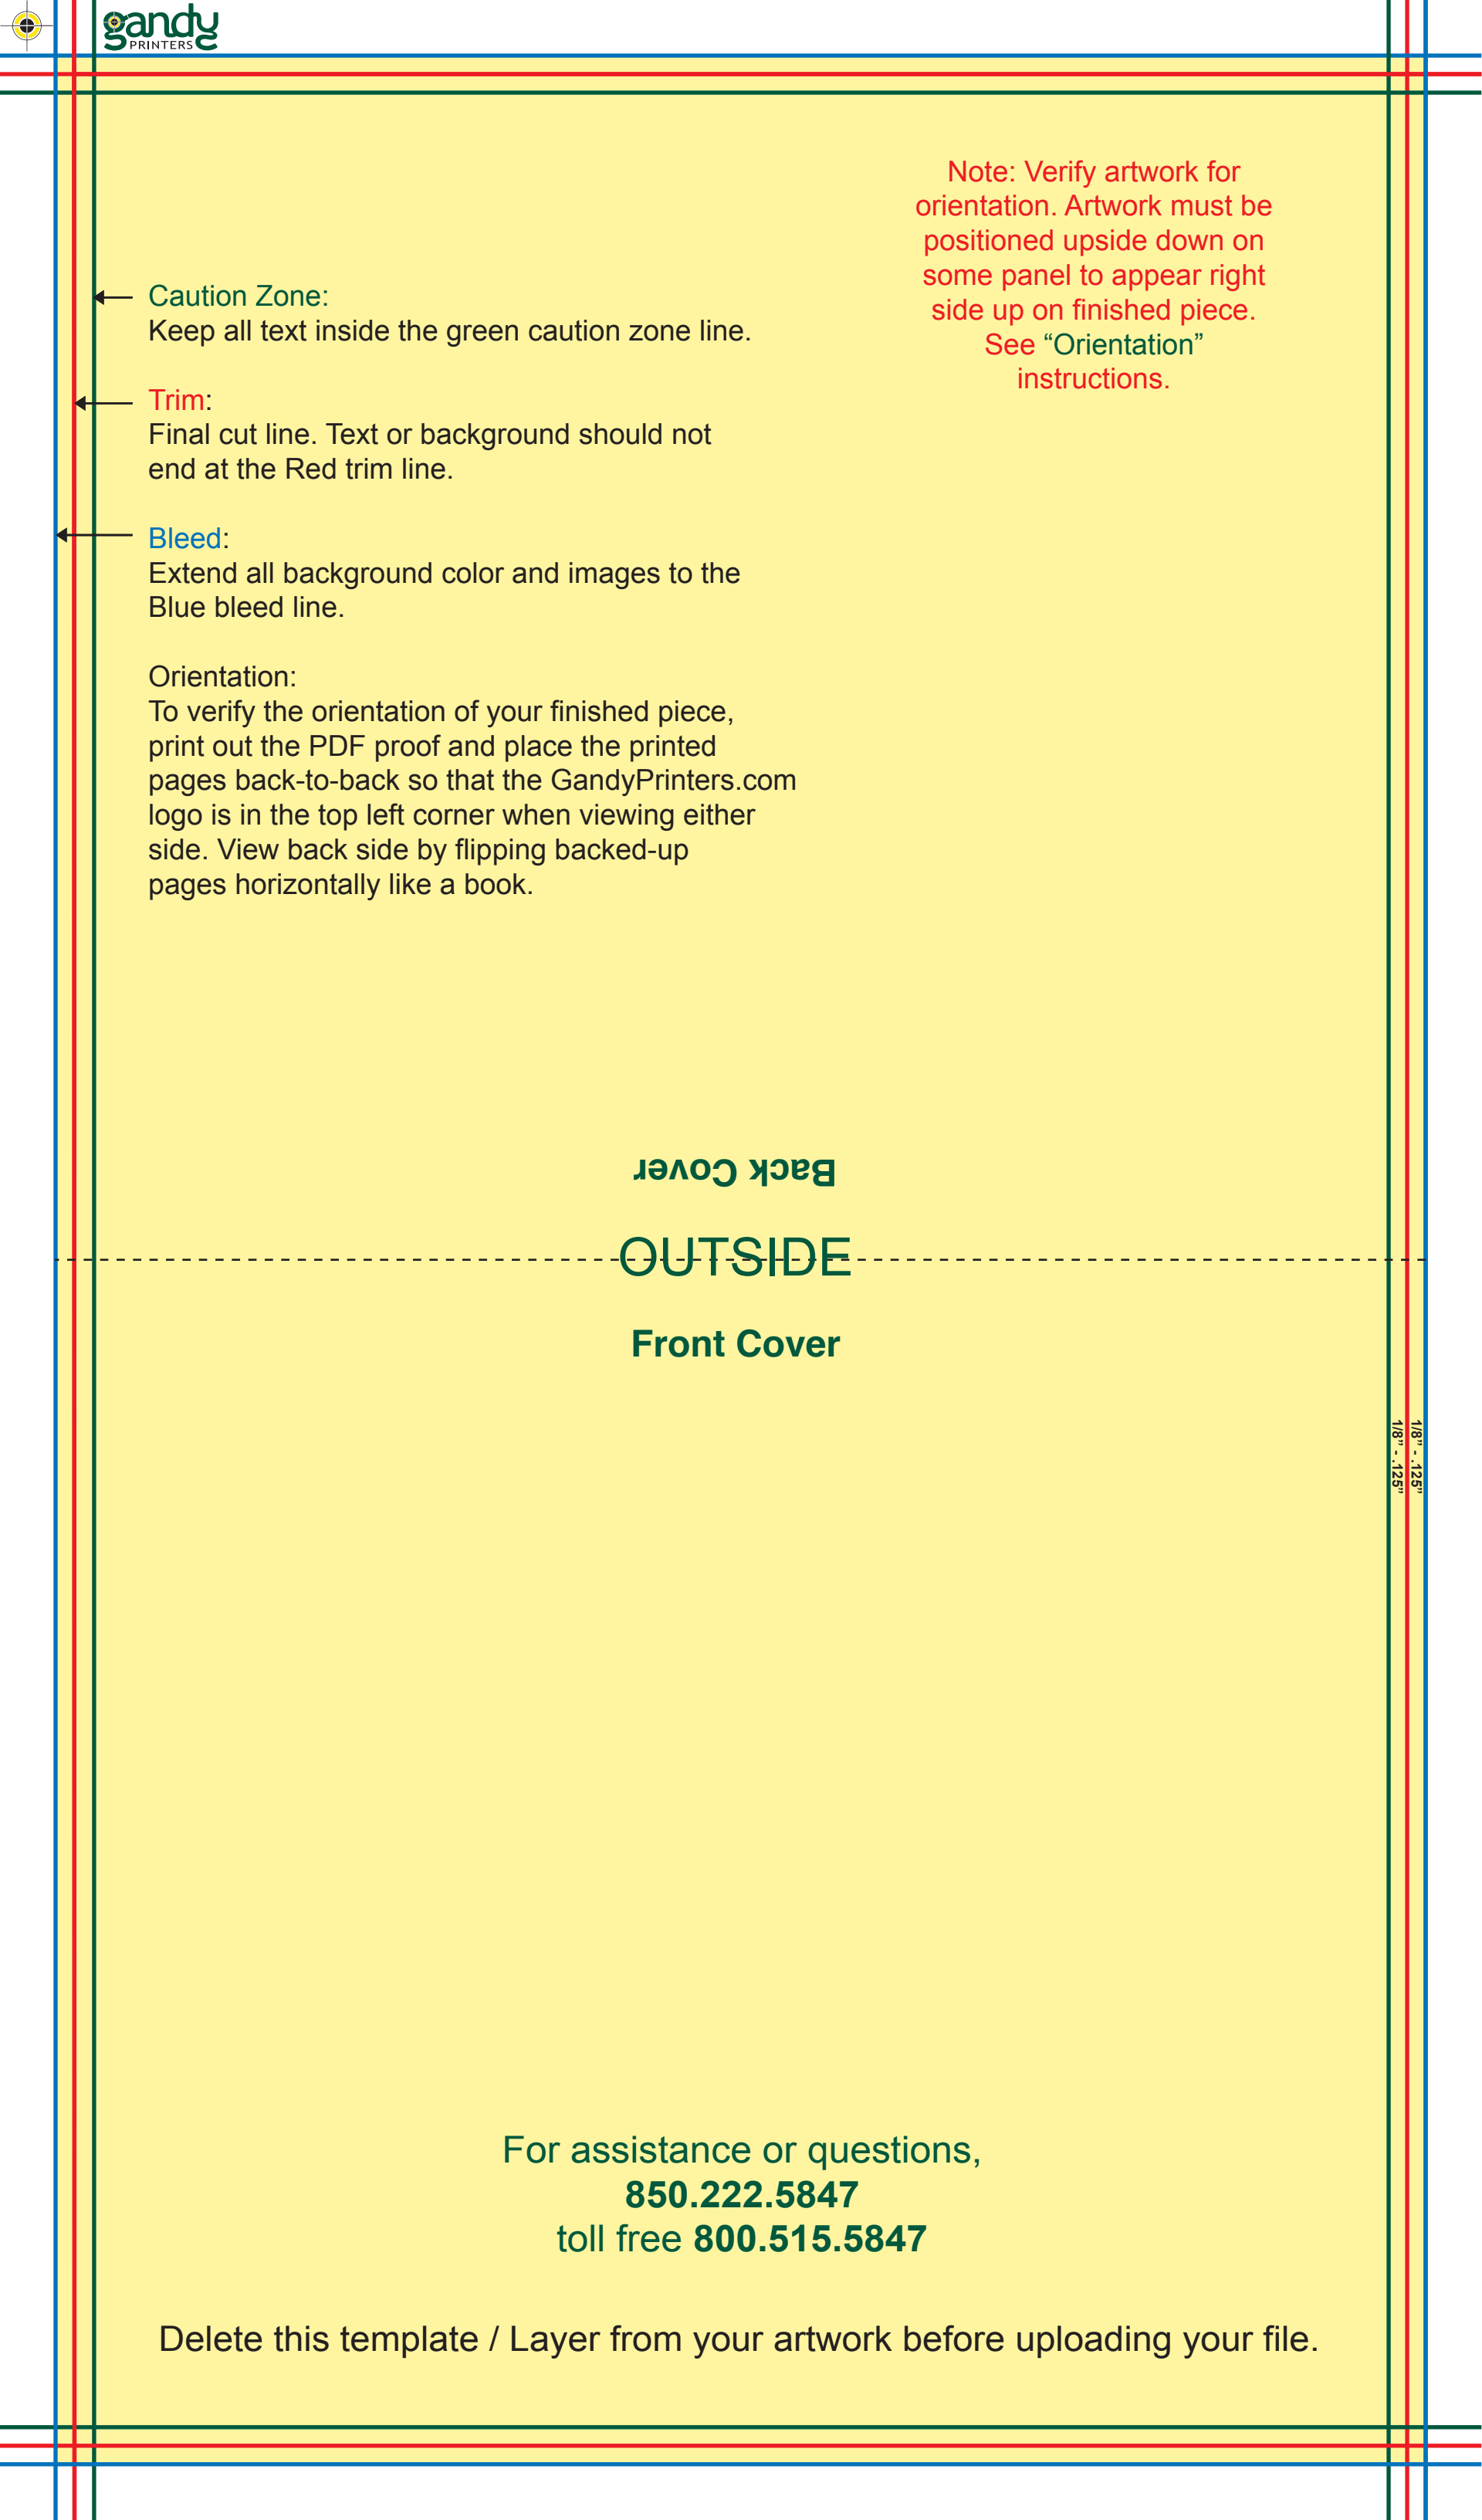 gandy
PRINTERS
Note: Verify artwork for
orientation. Artwork must be
positioned upside down on
some panel to appear right
side up on finished piece.
See “Orientation”
instructions.
Caution Zone:
Keep all text inside the green caution zone line.
Trim:
Final cut line. Text or background should not
end at the Red trim line.
Bleed:
Extend all background color and images to the
Blue bleed line.
Orientation:
To verify the orientation of your finished piece,
print out the PDF proof and place the printed
pages back-to-back so that the GandyPrinters.com
logo is in the top left corner when viewing either
side. View back side by flipping backed-up
pages horizontally like a book.
Back Cover
OUTSIDE
Front Cover
1/8” - .125”
1/8” - .125”
For assistance or questions,
850.222.5847
toll free 800.515.5847
Delete this template / Layer from your artwork before uploading your file.